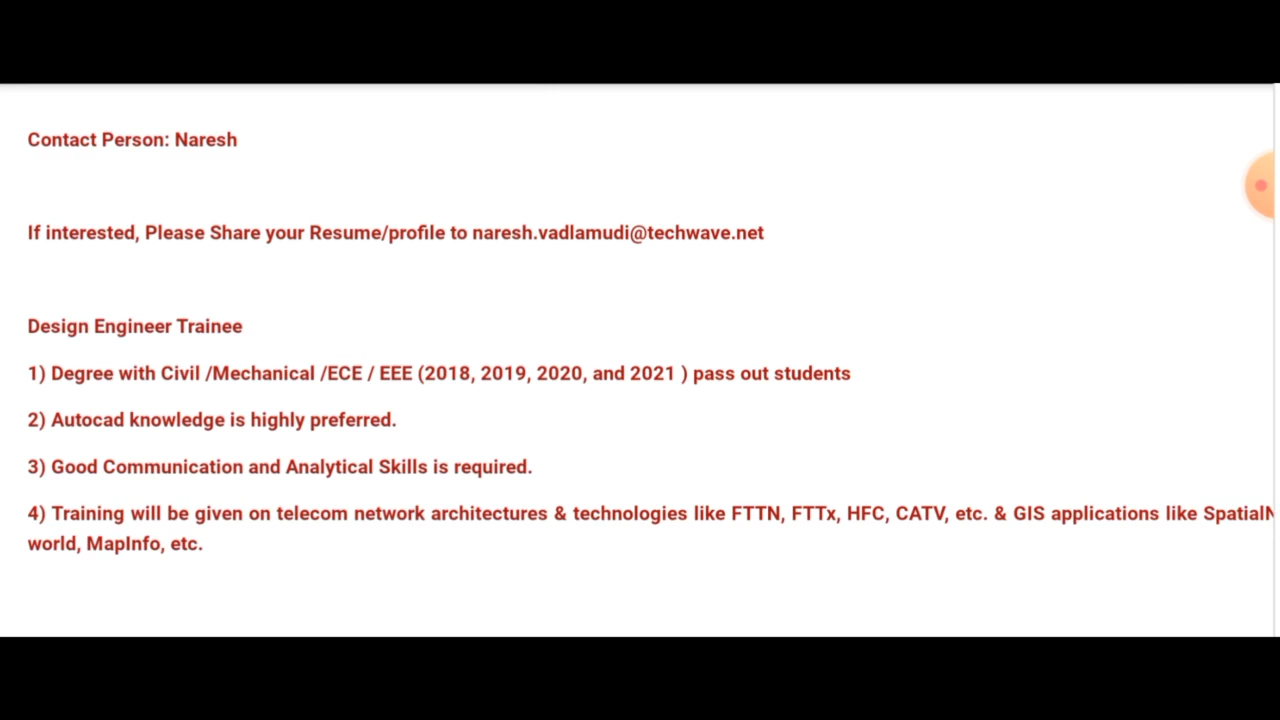 Contact Person: Naresh
If interested, Please Share your Resume/profile to naresh.vadlamudi@techwave.net
Design Engineer Trainee
1) Degree with Civil /Mechanical /ECE / EEE (2018, 2019, 2020, and 2021 ) pass out students
2) Autocad knowledge is highly preferred.
3) Good Communication and Analytical Skills is required.
4) Training will be given on telecom network architectures & technologies like FTTN, FTTx, HFC, CATV, etc. & GIS applications like
world, MapInfo, etc.